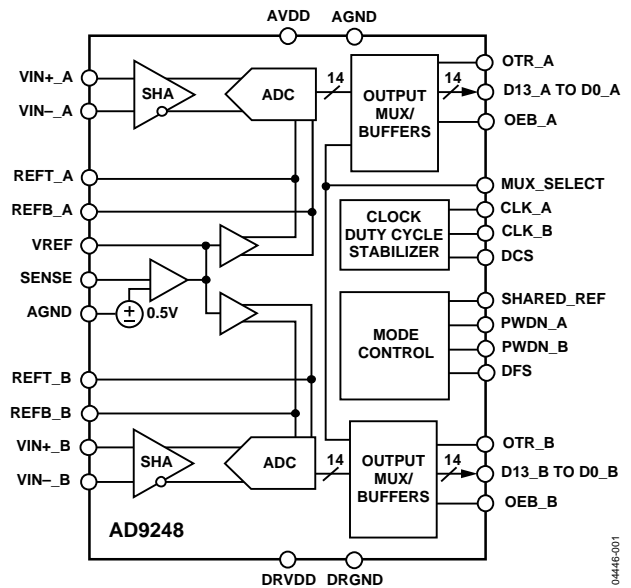 AVDD AGND
VIN+_A
VIN–_A
SHA
ADC
14
OUTPUT
MUX/
BUFFERS
OTR_A
14
D13_A TO D0_A
OEB_A
REFT_A
REFB_A
VREF
SENSE
AGND
0.5V
MUX_SELECT
CLOCK
DUTY CYCLE
STABILIZER
CLK_A
CLK_B
DCS
MODE
CONTROL
SHARED_REF
PWDN_A
PWDN_B
DFS
REFT_B
REFB_B
VIN+_B
VIN–_B
SHA
ADC
14
OUTPUT
MUX/
BUFFERS
OTR_B
14
D13_B TO D0_B
OEB_B
AD9248
DRVDD DRGND
04446-001